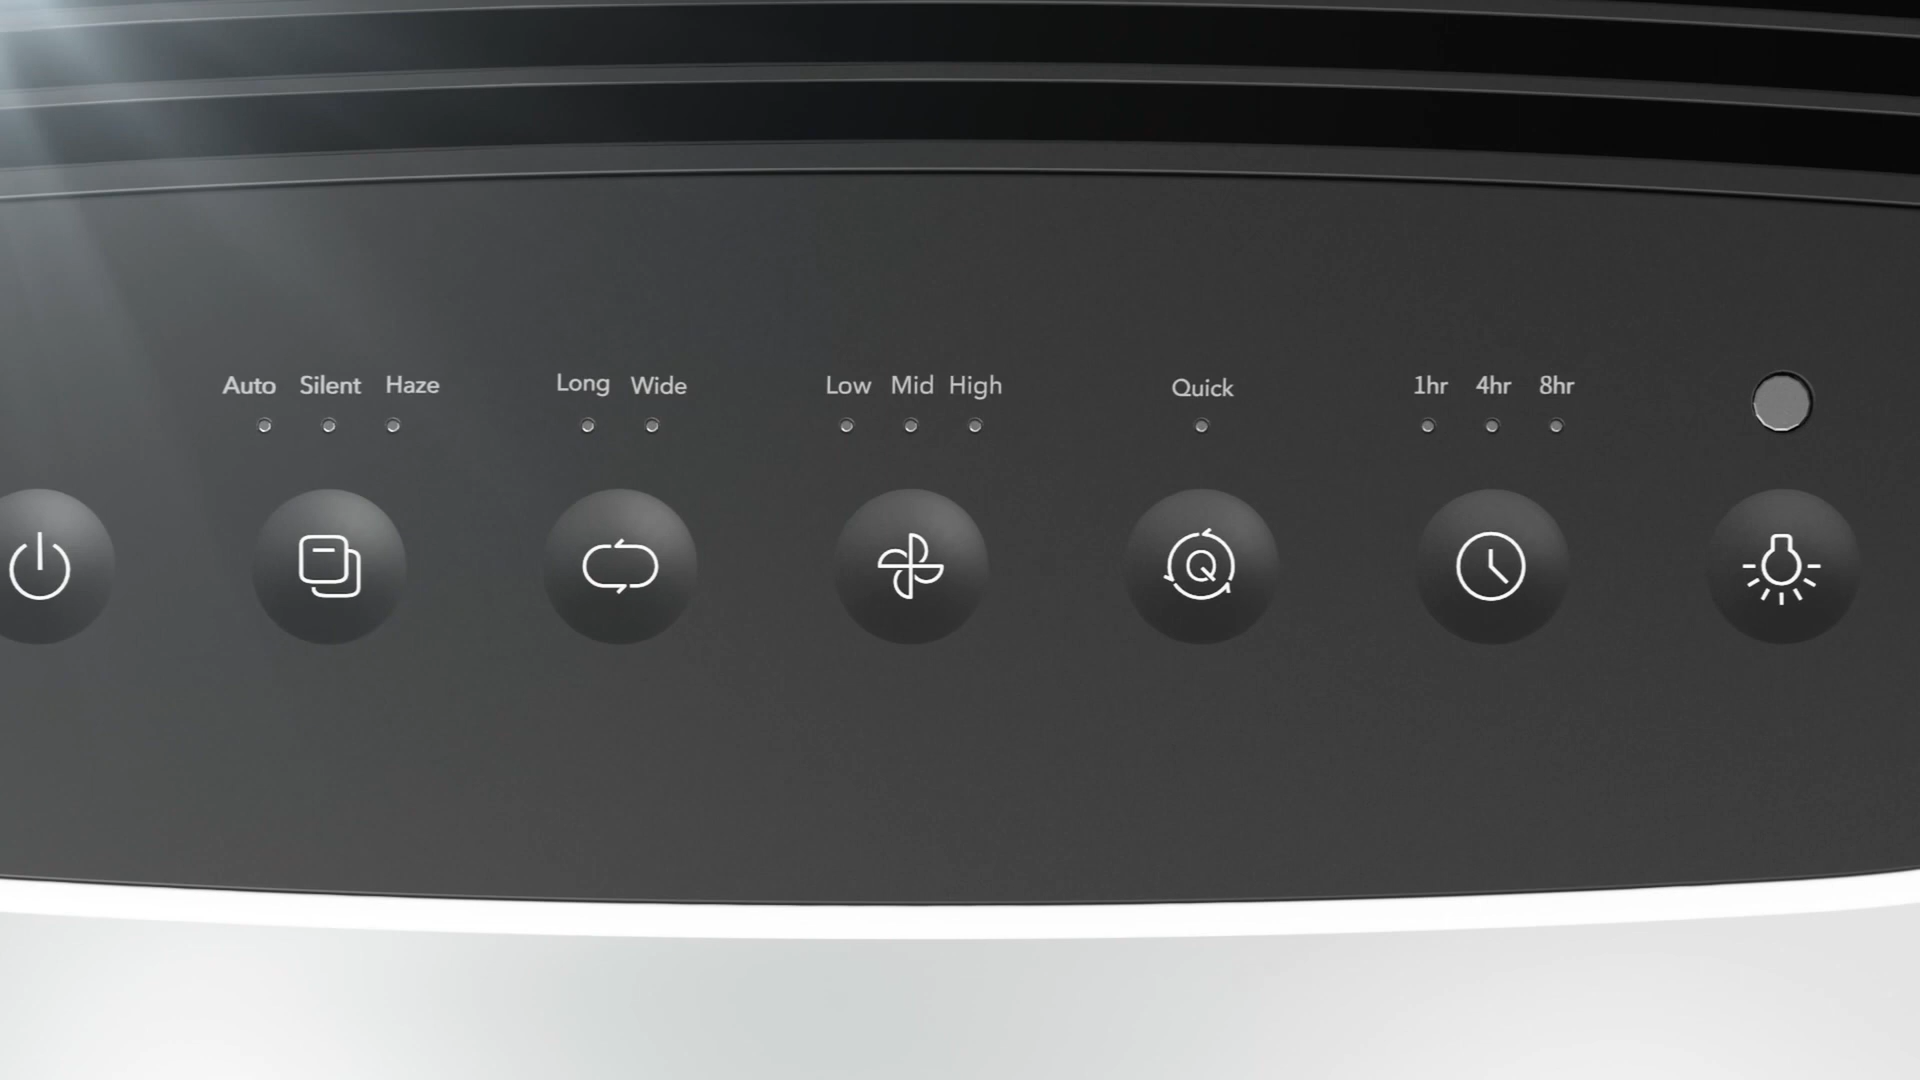 Auto Silent Haze
Long Wide
Low Mid High
Quick
1hr 4hr 8hr
Q